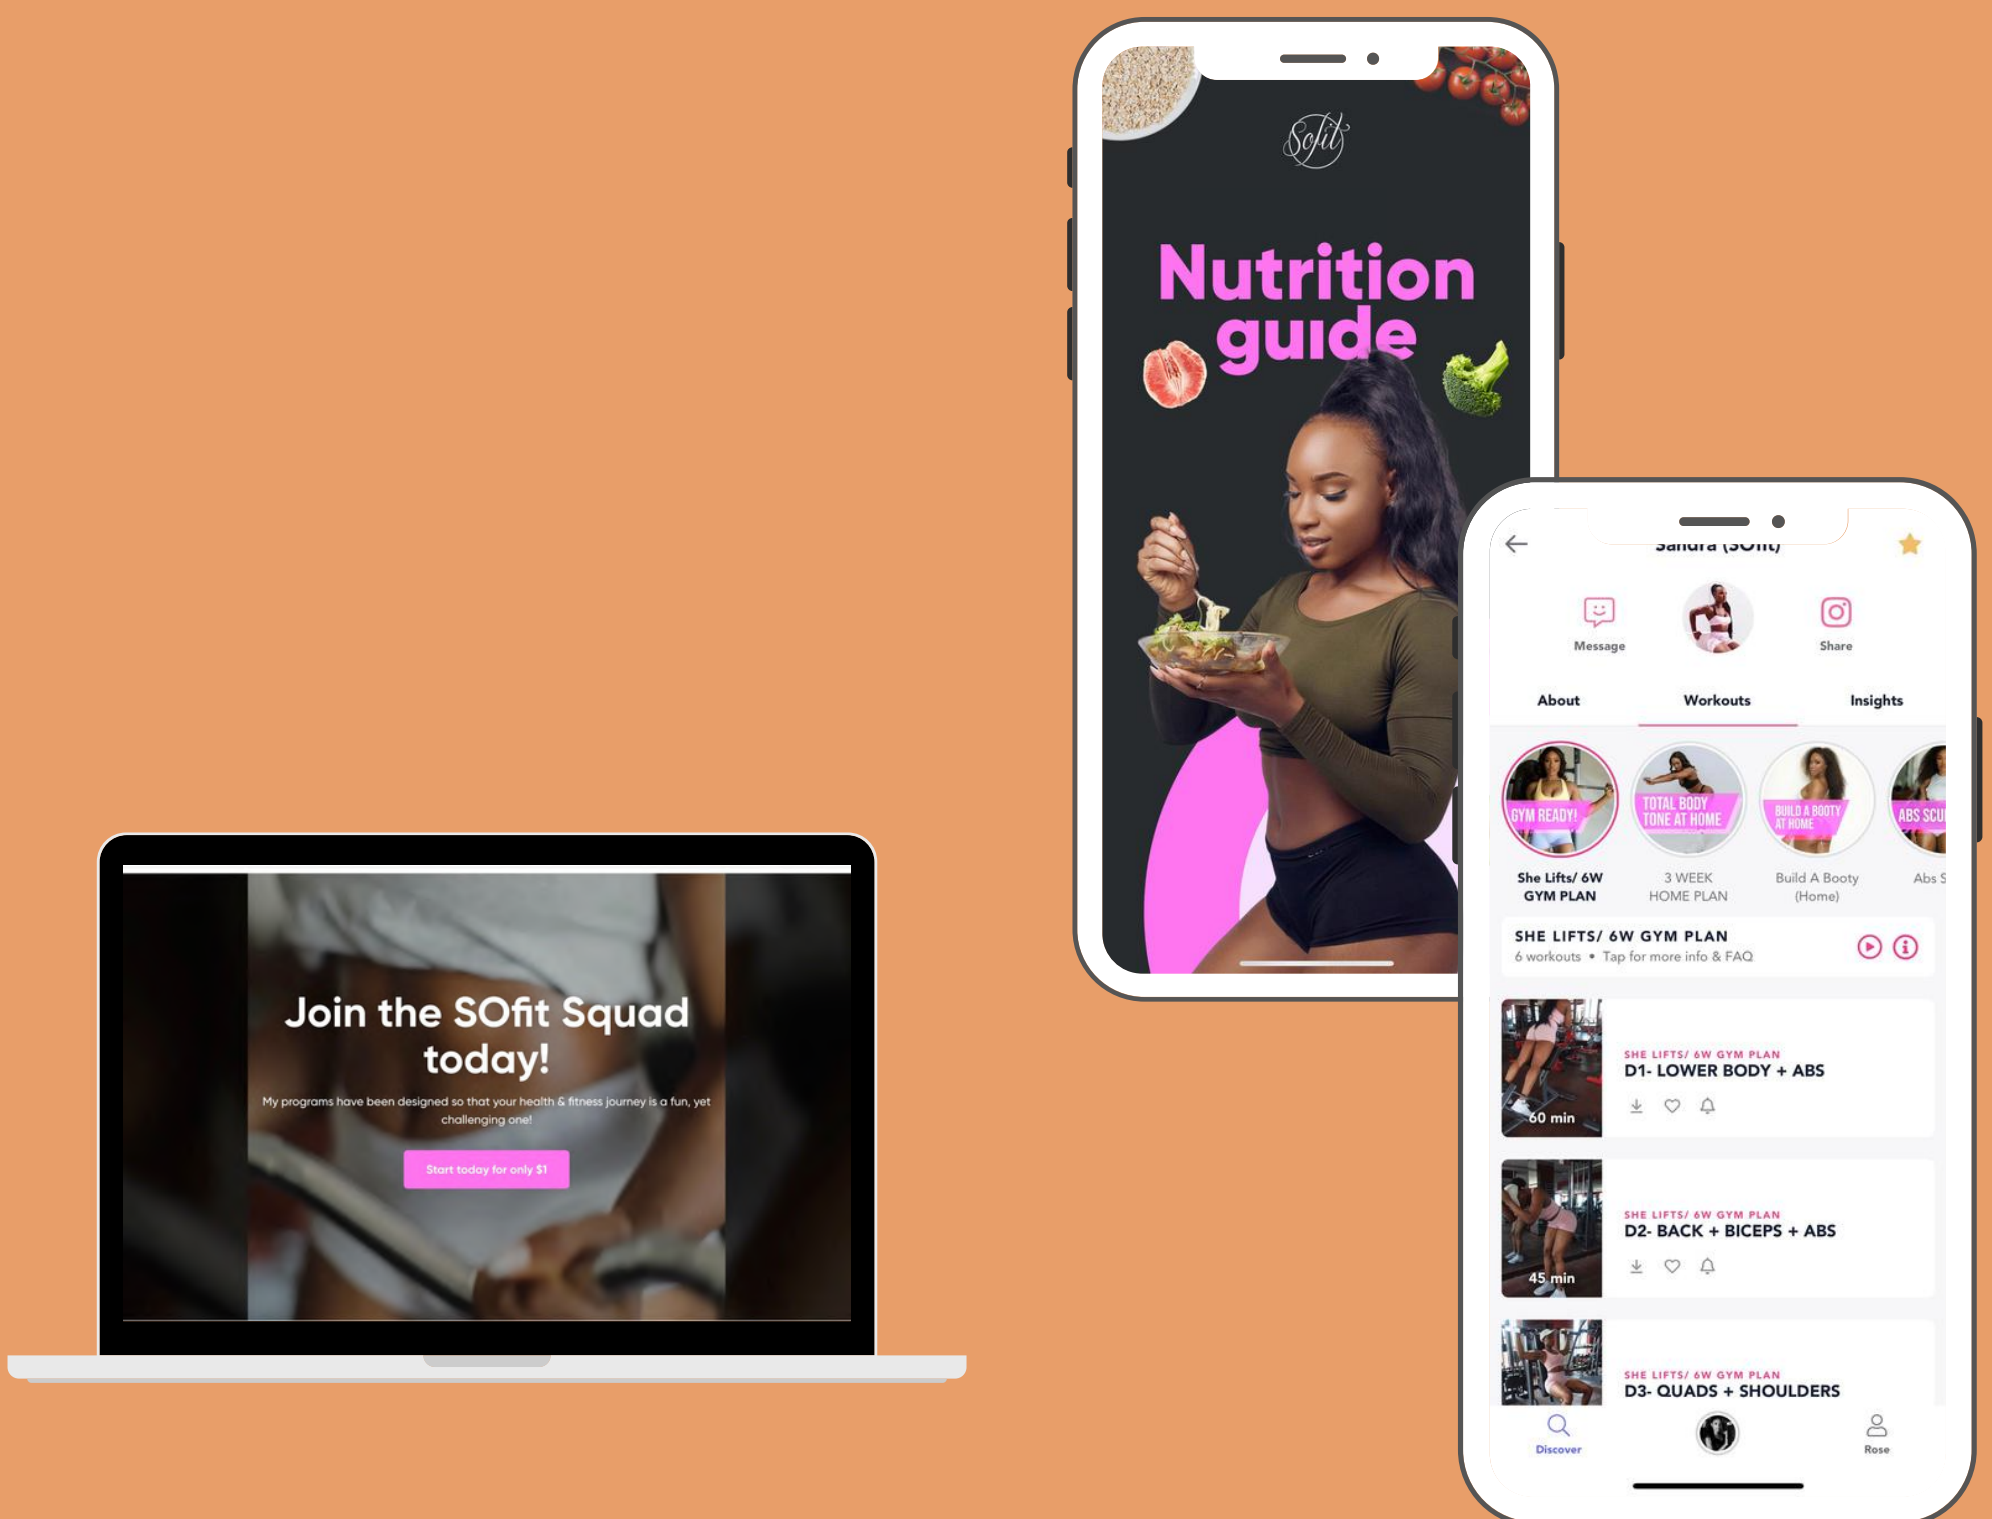 Sofit
Nutrition
guide
Sandra (SOfit)
Message
Share
About
Workouts
Insights
GYM READY!
TOTAL BODY
TONE AT HOME
BUILD A BOOTY
AT HOME
ABS SCU
She Lifts/ 6W
GYM PLAN
3 WEEK
HOME PLAN
Build A Booty
(Home)
Abs S
SHE LIFTS/ 6W GYM PLAN
6 workouts • Tap for more info & FAQ
SHE LIFTS/ 6W GYM PLAN
D1- LOWER BODY + ABS
60 min
SHE LIFTS/ 6W GYM PLAN
D2- BACK + BICEPS + ABS
45 min
SHE LIFTS/ 6W GYM PLAN
D3- QUADS + SHOULDERS
Discover
Rose
Join the SOfit Squad
today!
My programs have been designed so that your health & fitness journey is a fun, yet
challenging one!
Start today for only $1